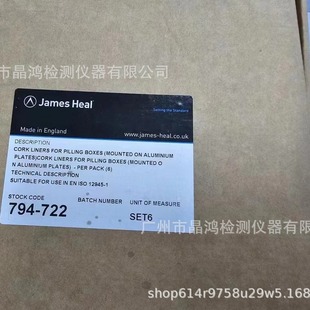 州市晶鸿检测仪器有限公司
James Heal
Setting the Standard
Made in England
www.james-heal.co.uk
DESCRIPTION
CORK LINERS FOR PILLING BOXES (MOUNTED ON ALUMINIUM
PLATES)CORK LINERS FOR PILLING BOXES (MOUNTED O
N ALUMINIUM PLATES) - PER PACK (6)
TECHNICAL DESCRIPTION
SUITABLE FOR USE IN EN ISO 12945-1
STOCK CODE
BATCH NUMBER
UNIT OF MEASURE
794-722
SET6
广州市晶鸿检测仪器有限公
shop614r9758u29w5.168